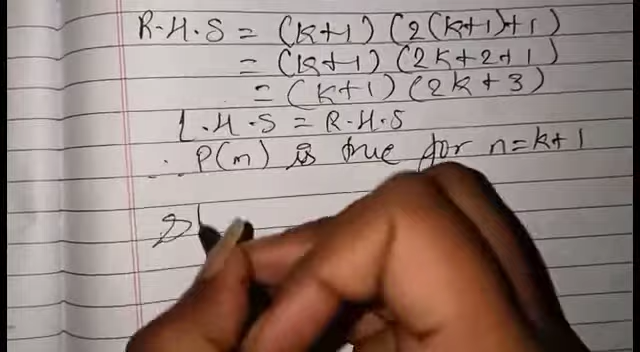 R.H.S = (k+1) (2(k+1)+1)
= (k+1) (2k+2+1)
= (k+1) (2k+3)
L.H.S = R.H.S
∴ P(n) is true for n=k+1